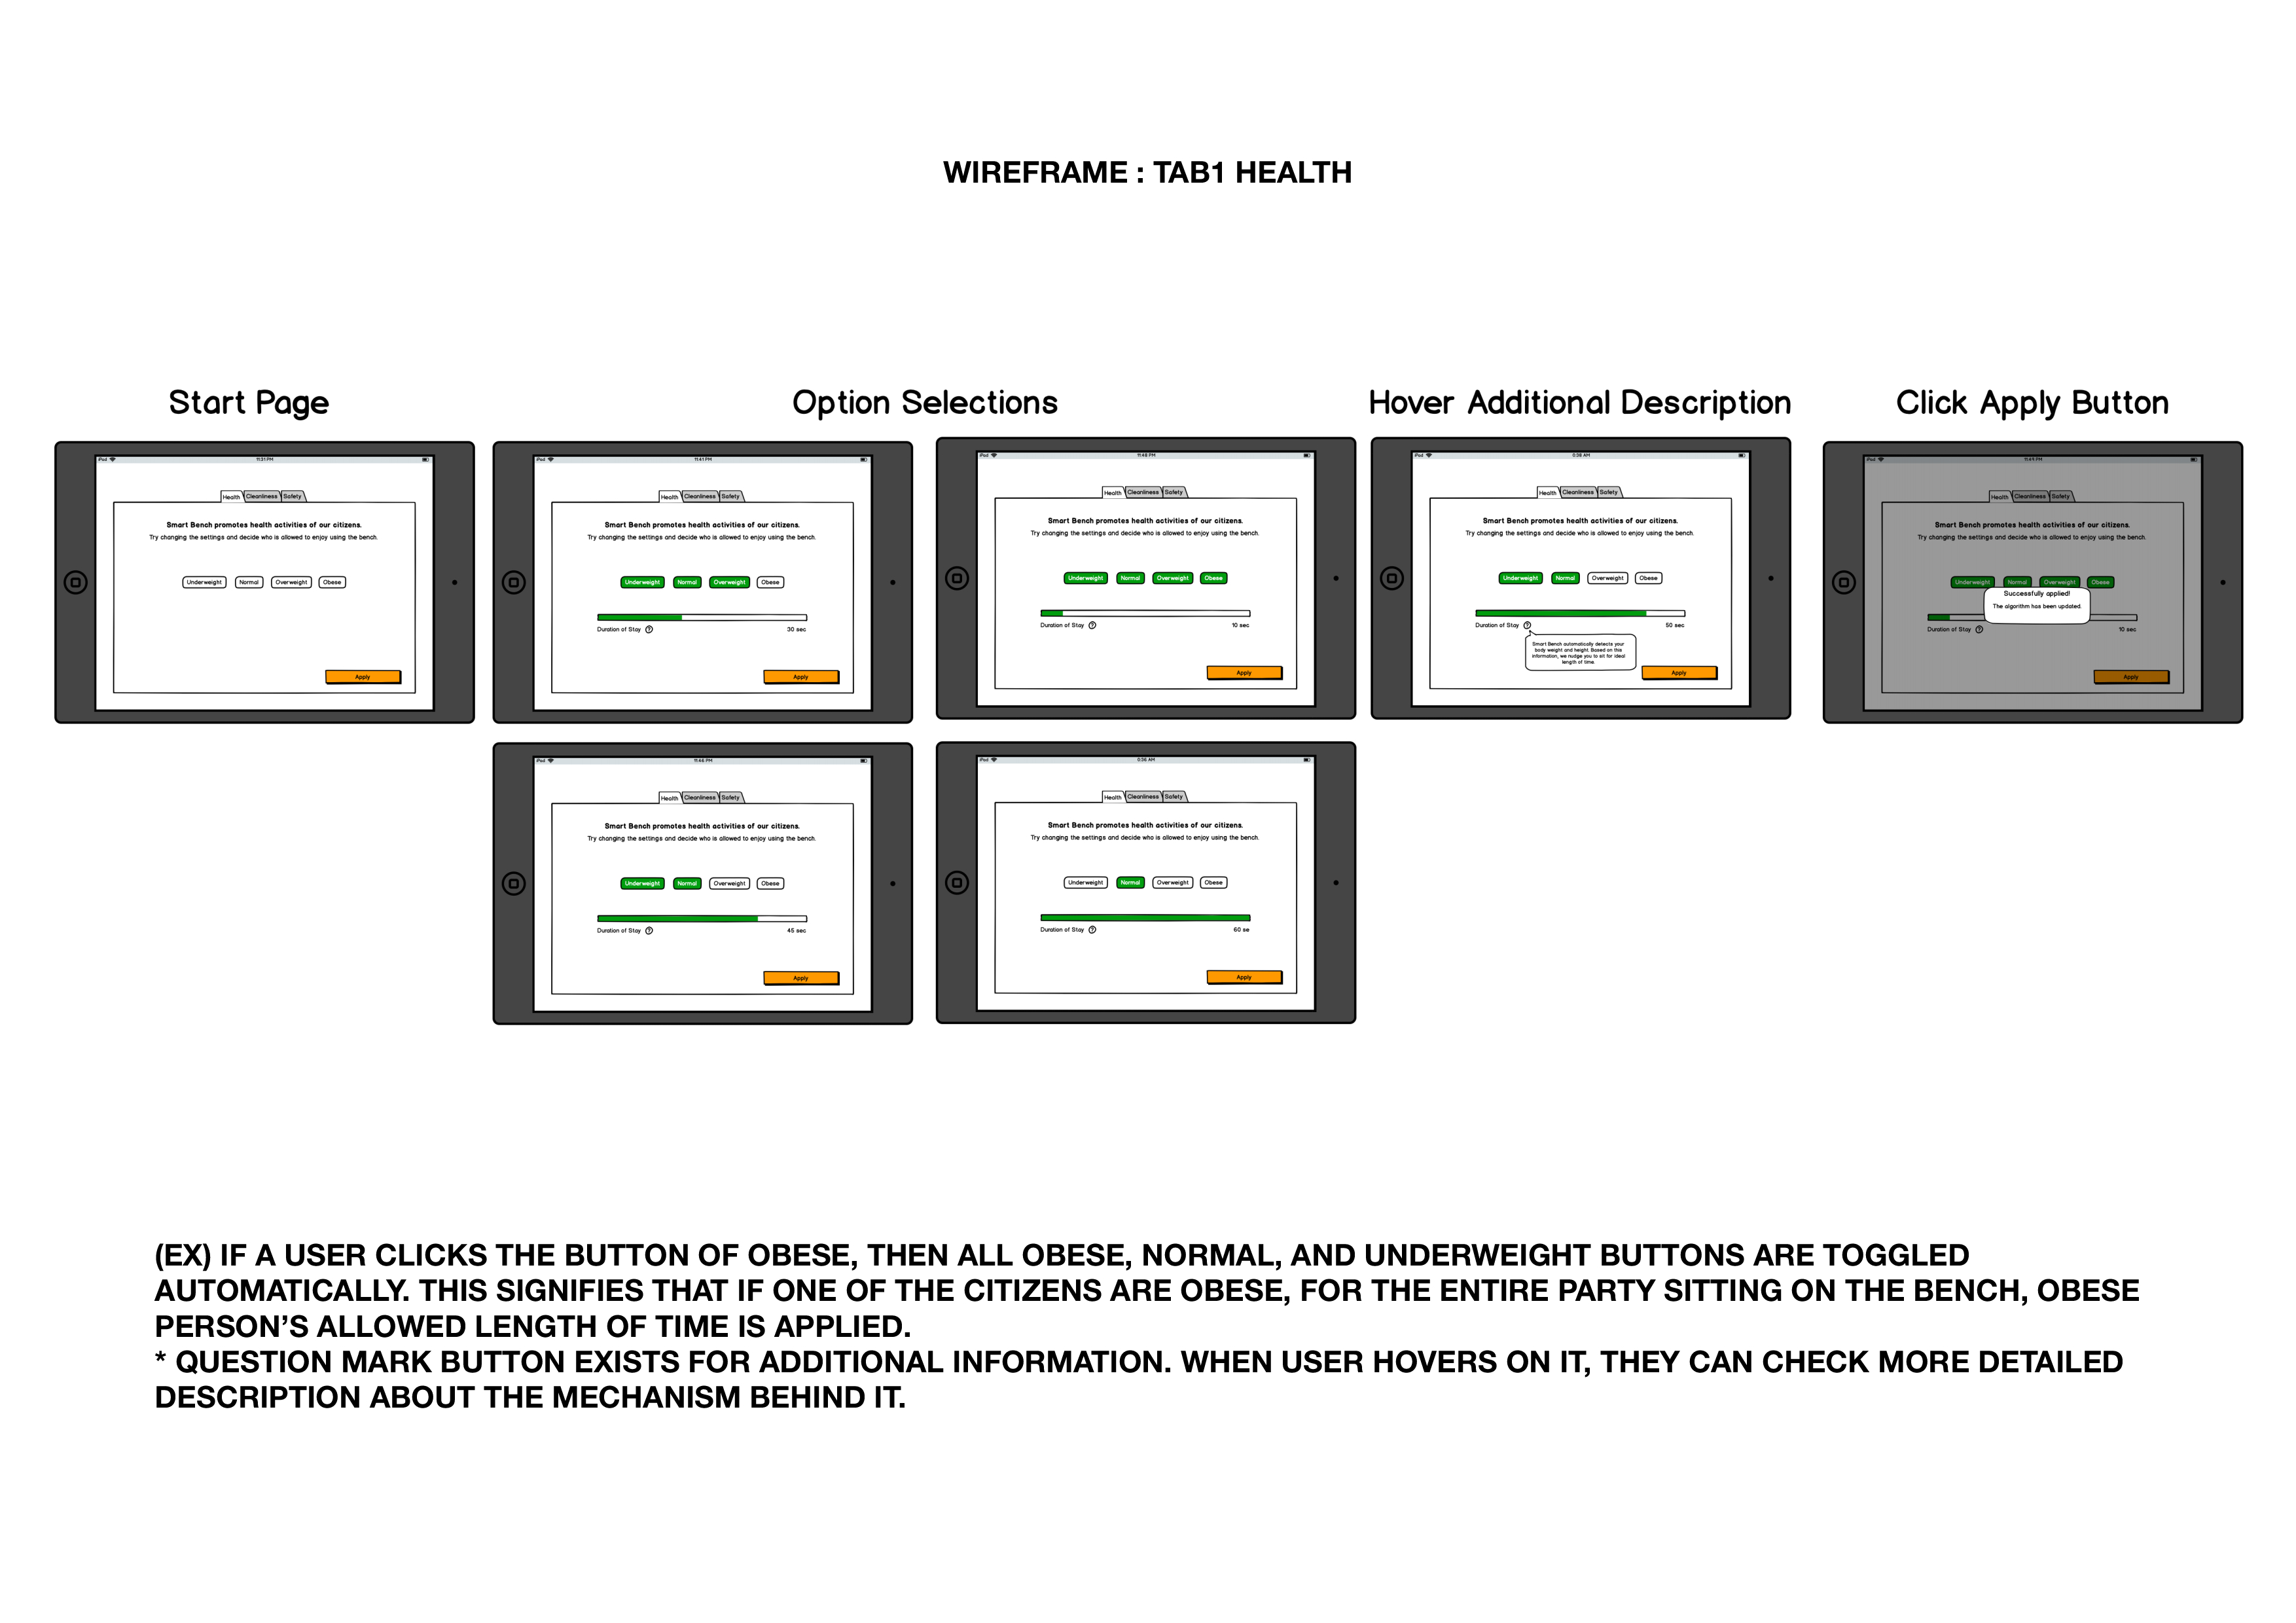 WIREFRAME : TAB1 HEALTH
Start Page
Option Selections
Hover Additional Description
Click Apply Button
iPad
11:31 PM
Health
Cleanliness
Safety
Smart Bench promotes health activities of our citizens.
Try changing the settings and decide who is allowed to enjoy using the bench.
Underweight
Normal
Overweight
Obese
Apply
iPad
11:41 PM
Health
Cleanliness
Safety
Smart Bench promotes health activities of our citizens.
Try changing the settings and decide who is allowed to enjoy using the bench.
Underweight
Normal
Overweight
Obese
Duration of Stay ?
30 sec
Apply
iPad
11:48 PM
Health
Cleanliness
Safety
Smart Bench promotes health activities of our citizens.
Try changing the settings and decide who is allowed to enjoy using the bench.
Underweight
Normal
Overweight
Obese
Duration of Stay ?
10 sec
Apply
iPad
0:38 AM
Health
Cleanliness
Safety
Smart Bench promotes health activities of our citizens.
Try changing the settings and decide who is allowed to enjoy using the bench.
Underweight
Normal
Overweight
Obese
Duration of Stay ?
50 sec
Smart Bench automatically detects your
body weight and height. Based on this
information, we nudge you to sit for ideal
length of time.
Apply
iPad
11:49 PM
Health
Cleanliness
Safety
Smart Bench promotes health activities of our citizens.
Try changing the settings and decide who is allowed to enjoy using the bench.
Underweight
Normal
Overweight
Obese
Successfully applied!
The algorithm has been updated.
Duration of Stay ?
10 sec
Apply
iPad
11:48 PM
Health
Cleanliness
Safety
Smart Bench promotes health activities of our citizens.
Try changing the settings and decide who is allowed to enjoy using the bench.
Underweight
Normal
Overweight
Obese
Duration of Stay ?
45 sec
Apply
iPad
0:36 AM
Health
Cleanliness
Safety
Smart Bench promotes health activities of our citizens.
Try changing the settings and decide who is allowed to enjoy using the bench.
Underweight
Normal
Overweight
Obese
Duration of Stay ?
60 se
Apply
(EX) IF A USER CLICKS THE BUTTON OF OBESE, THEN ALL OBESE, NORMAL, AND UNDERWEIGHT BUTTONS ARE TOGGLED
AUTOMATICALLY. THIS SIGNIFIES THAT IF ONE OF THE CITIZENS ARE OBESE, FOR THE ENTIRE PARTY SITTING ON THE BENCH, OBESE
PERSON’S ALLOWED LENGTH OF TIME IS APPLIED.
* QUESTION MARK BUTTON EXISTS FOR ADDITIONAL INFORMATION. WHEN USER HOVERS ON IT, THEY CAN CHECK MORE DETAILED
DESCRIPTION ABOUT THE MECHANISM BEHIND IT.